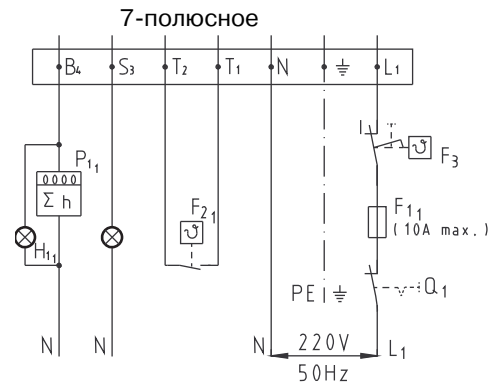 7-полюсное
B4 S3 T2 T1 N L1
P11
0000
Σ h
H11
F21
ϑ
I
ϑ
F3
F11
(10A max.)
PE
Q1
N N N 220V L1
50Hz